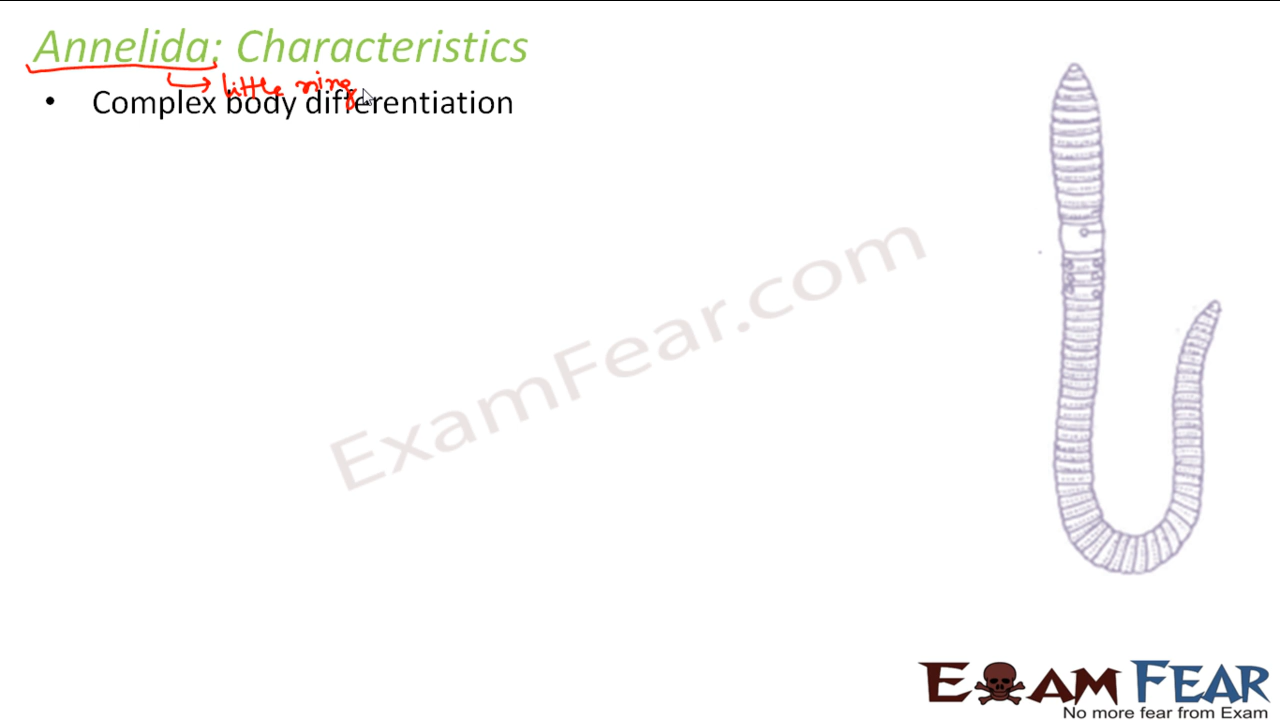 Annelida: Characteristics
little ring
• Complex body differentiation
ExamFear.com
EXAM FEAR
No more fear from Exam